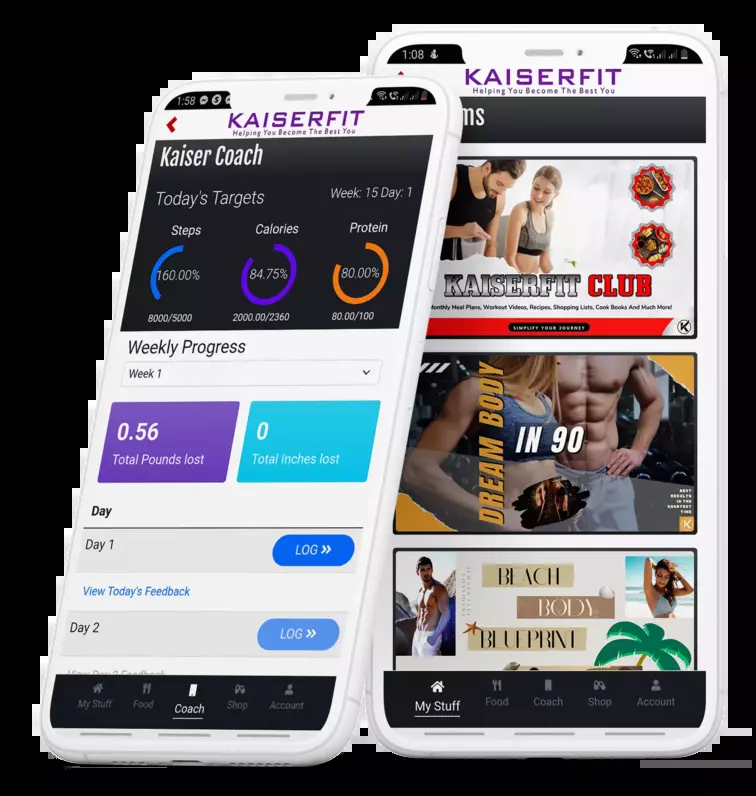 1:58
KAISERFIT
Helping You Become The Best You
Kaiser Coach
Today's Targets
Week: 15 Day: 1
Steps
Calories
Protein
160.00%
84.75%
80.00%
8000/5000
2000.00/2360
80.00/100
Weekly Progress
Week 1
0.56
Total Pounds lost
0
Total Inches lost
Day
Day 1
LOG »
View Today's Feedback
Day 2
LOG »
View Day 2 Feedback
My Stuff
Food
Coach
Shop
Account
1:08
KAISERFIT
Helping You Become The Best You
ms
KAISERFIT CLUB
onthly Meal Plans, Workout Videos, Recipes, Shopping Lists, Cook Books And Much More!
SIMPLIFY YOUR JOURNEY
K
DREAM BODY
IN 90
BEST
RESULTS
IN THE
SHORTEST
TIME
K
BEACH
BODY
BLUEPRINT
My Stuff
Food
Coach
Shop
Account